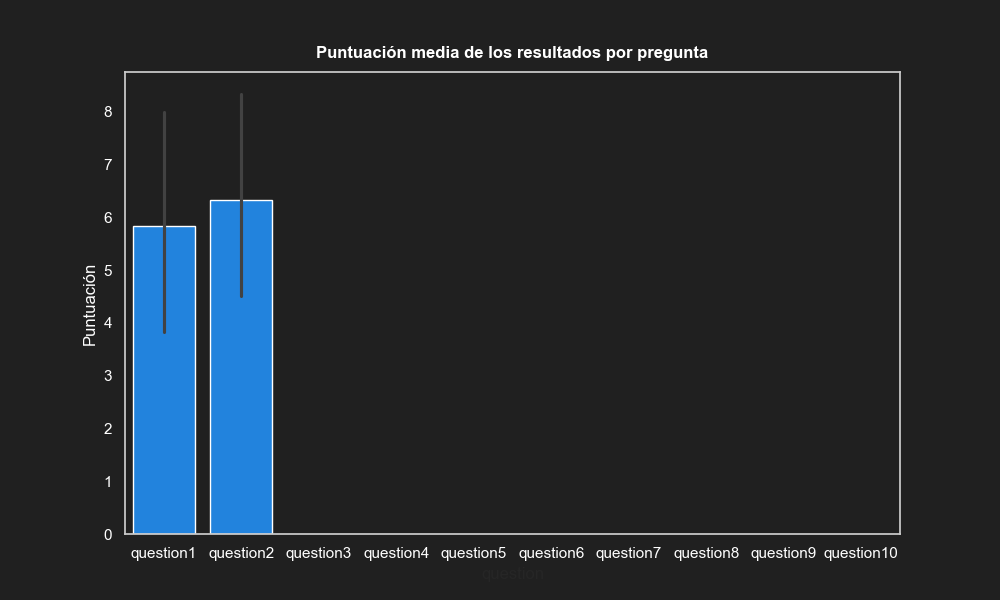 Puntuación media de los resultados por pregunta
Puntuación
8
7
6
5
4
3
2
1
0
question1 question2 question3 question4 question5 question6 question7 question8 question9 question10
question